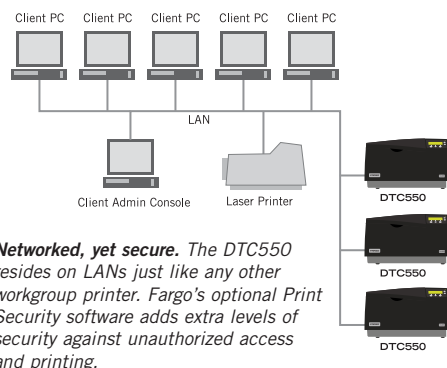 Client PC Client PC Client PC Client PC Client PC
LAN
Client Admin Console Laser Printer
DTC550
DTC550
DTC550
Networked, yet secure. The DTC550
resides on LANs just like any other
workgroup printer. Fargo's optional Print
Security software adds extra levels of
security against unauthorized access
and printing.